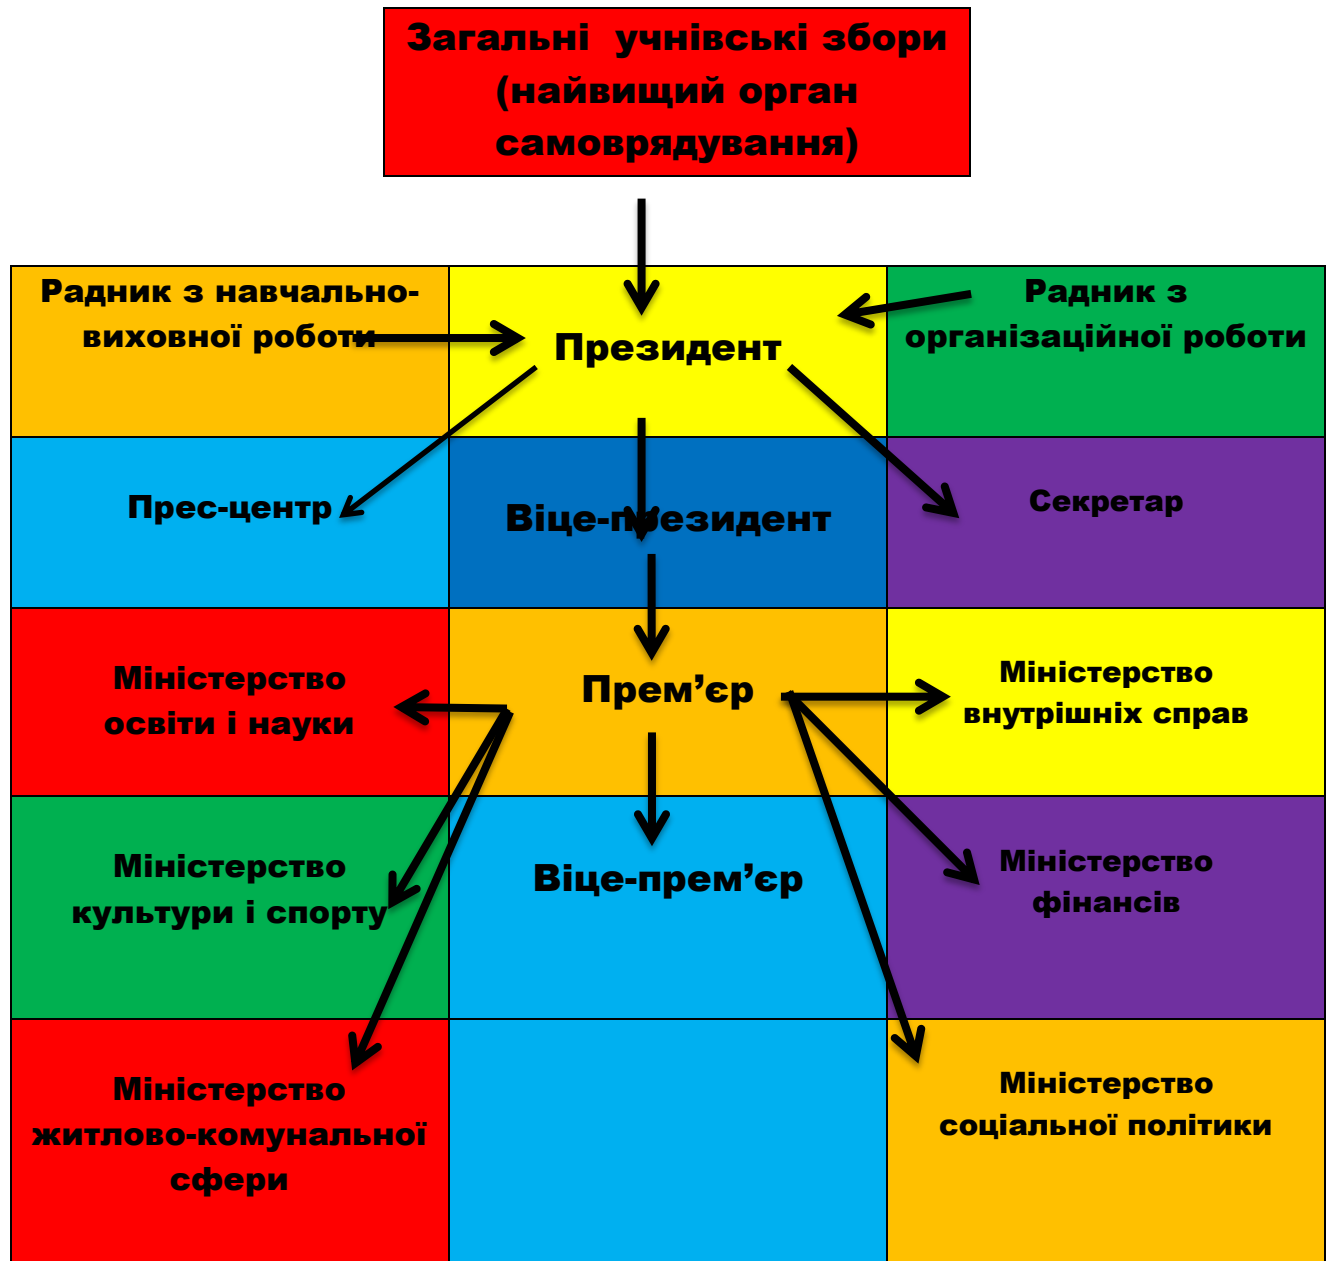 Загальні учнівські збори
(найвищий орган
самоврядування)
Радник з навчально-
виховної роботи
Президент
Радник з
організаційної роботи
Прес-центр
Віце-президент
Секретар
Міністерство
освіти і науки
Прем’єр
Міністерство
внутрішніх справ
Міністерство
культури і спорту
Віце-прем’єр
Міністерство
фінансів
Міністерство
житлово-комунальної
сфери
Міністерство
соціальної політики